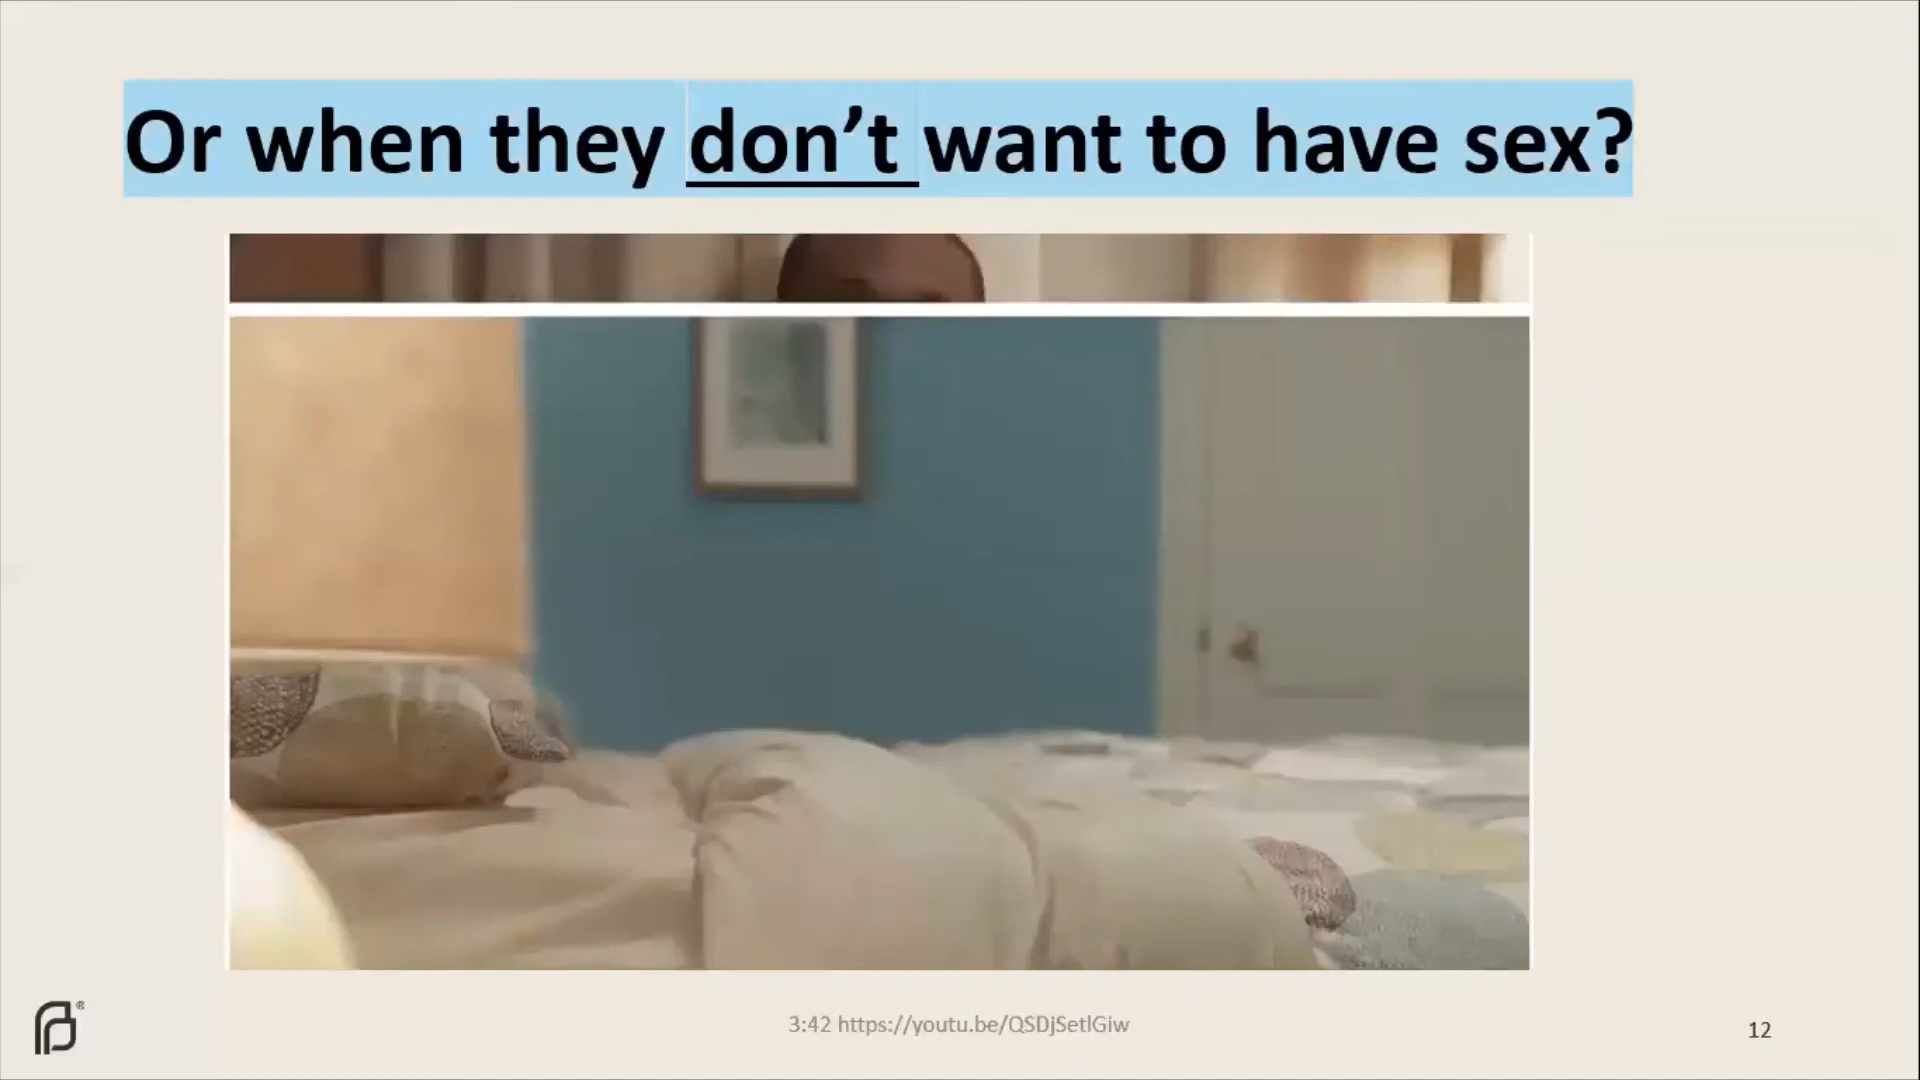 Or when they don’t want to have sex?
3:42 https://youtu.be/QSDjSetlGiw
12